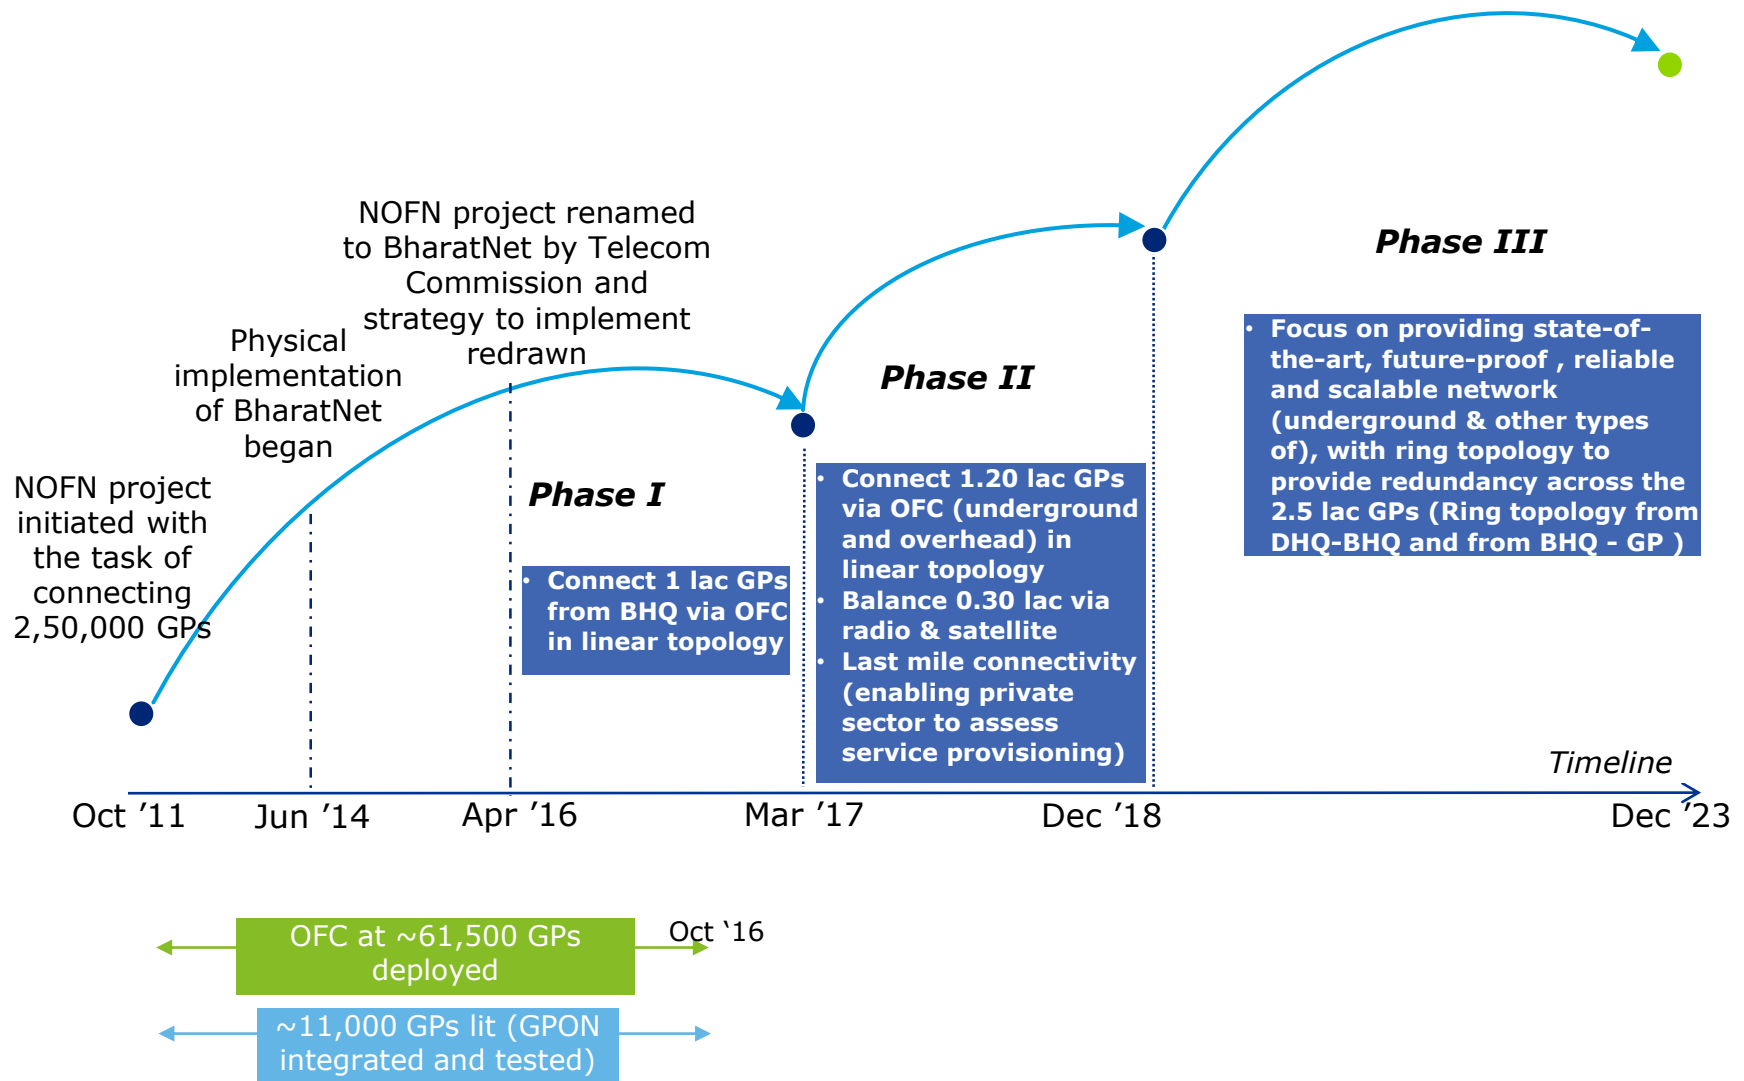 NOFN project
initiated with
the task of
connecting
2,50,000 GPs
Physical
implementation
of BharatNet
began
NOFN project renamed
to BharatNet by Telecom
Commission and
strategy to implement
redrawn
Phase I
• Connect 1 lac GPs
from BHQ via OFC
in linear topology
Phase II
• Connect 1.20 lac GPs
via OFC (underground
and overhead) in
linear topology
• Balance 0.30 lac via
radio & satellite
• Last mile connectivity
(enabling private
sector to assess
service provisioning)
Phase III
• Focus on providing state-of-
the-art, future-proof , reliable
and scalable network
(underground & other types
of), with ring topology to
provide redundancy across the
2.5 lac GPs (Ring topology from
DHQ-BHQ and from BHQ - GP )
Timeline
Oct ’11
Jun ’14
Apr ’16
Mar ’17
Dec ’18
Dec ’23
OFC at ~61,500 GPs
deployed
Oct ‘16
~11,000 GPs lit (GPON
integrated and tested)